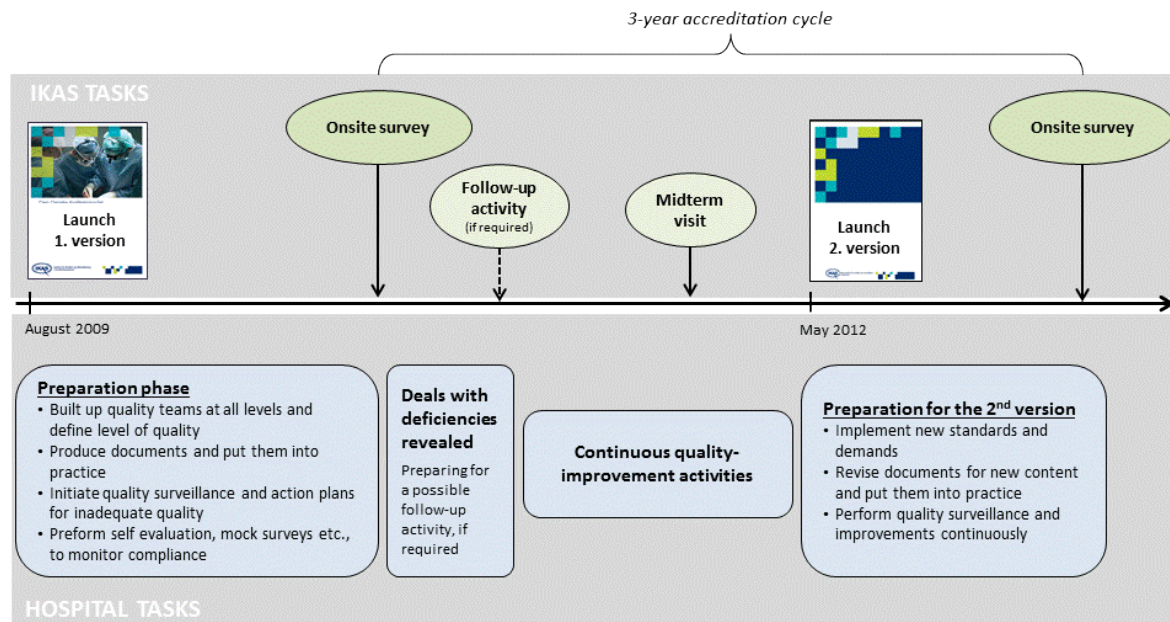 3-year accreditation cycle
IKAS TASKS
Onsite survey
Onsite survey
Follow-up
activity
(if required)
Midterm
visit
Launch
1. version
IKAS
Launch
2. version
IKAS
August 2009
May 2012
Preparation phase
• Built up quality teams at all levels and
define level of quality
• Produce documents and put them into
practice
• Initiate quality surveillance and action plans
for inadequate quality
• Preform self evaluation, mock surveys etc.,
to monitor compliance
Deals with
deficiencies
revealed
Preparing for
a possible
follow-up
activity, if
required
Continuous quality-
improvement activities
Preparation for the 2nd version
• Implement new standards and
demands
• Revise documents for new content
and put them into practice
• Perform quality surveillance and
improvements continuously
HOSPITAL TASKS